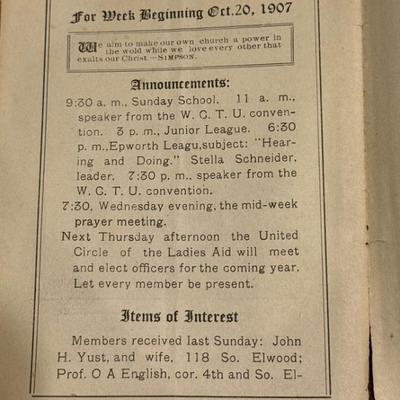 For Week Beginning Oct.20, 1907
We aim to make our own church a power in
the wold while we love every other that
exalts our Christ.—SIMPSON.
Announcements:
9:30 a. m., Sunday School. 11 a. m.,
speaker from the W. C. T. U. conven-
tion. 3 p. m., Junior League. 6:30
p. m.,Epworth Leagu,subject: "Hear-
ing and Doing." Stella Schneider,
leader. 7:30 p. m., speaker from the
W. C. T. U. convention.
7:30, Wednesday evening, the mid-week
prayer meeting.
Next Thursday afternoon the United
Circle of the Ladies Aid will meet
and elect officers for the coming year.
Let every member be present.
Items of Interest
Members received last Sunday: John
H. Yust, and wife, 118 So. Elwood;
Prof. O A English, cor. 4th and So. El-